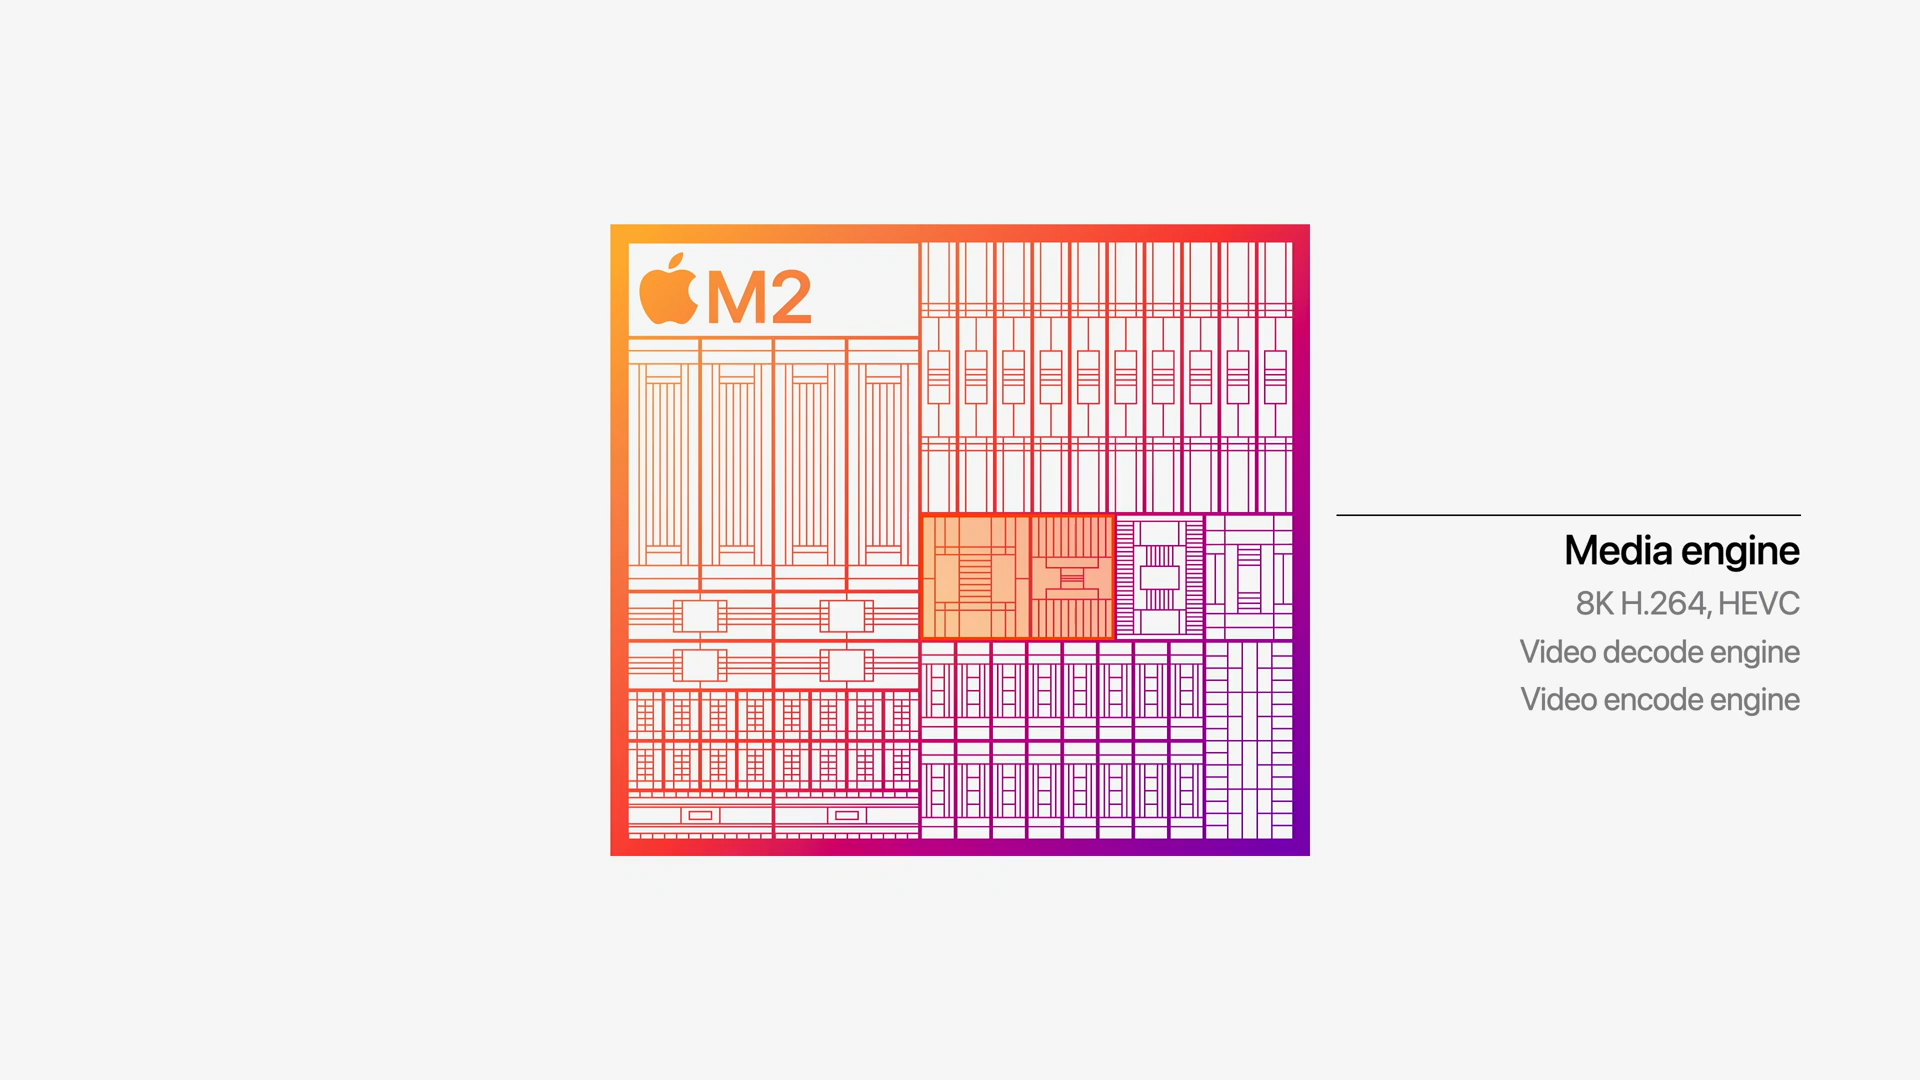 M2
Media engine
8K H.264, HEVC
Video decode engine
Video encode engine